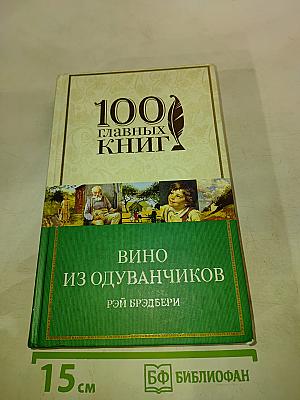 100
главных
КНИГ
ВИНО
ИЗ ОДУВАНЧИКОВ
РЭЙ БРЭДБЕРИ
15 см
БФ БИБЛИОФАН